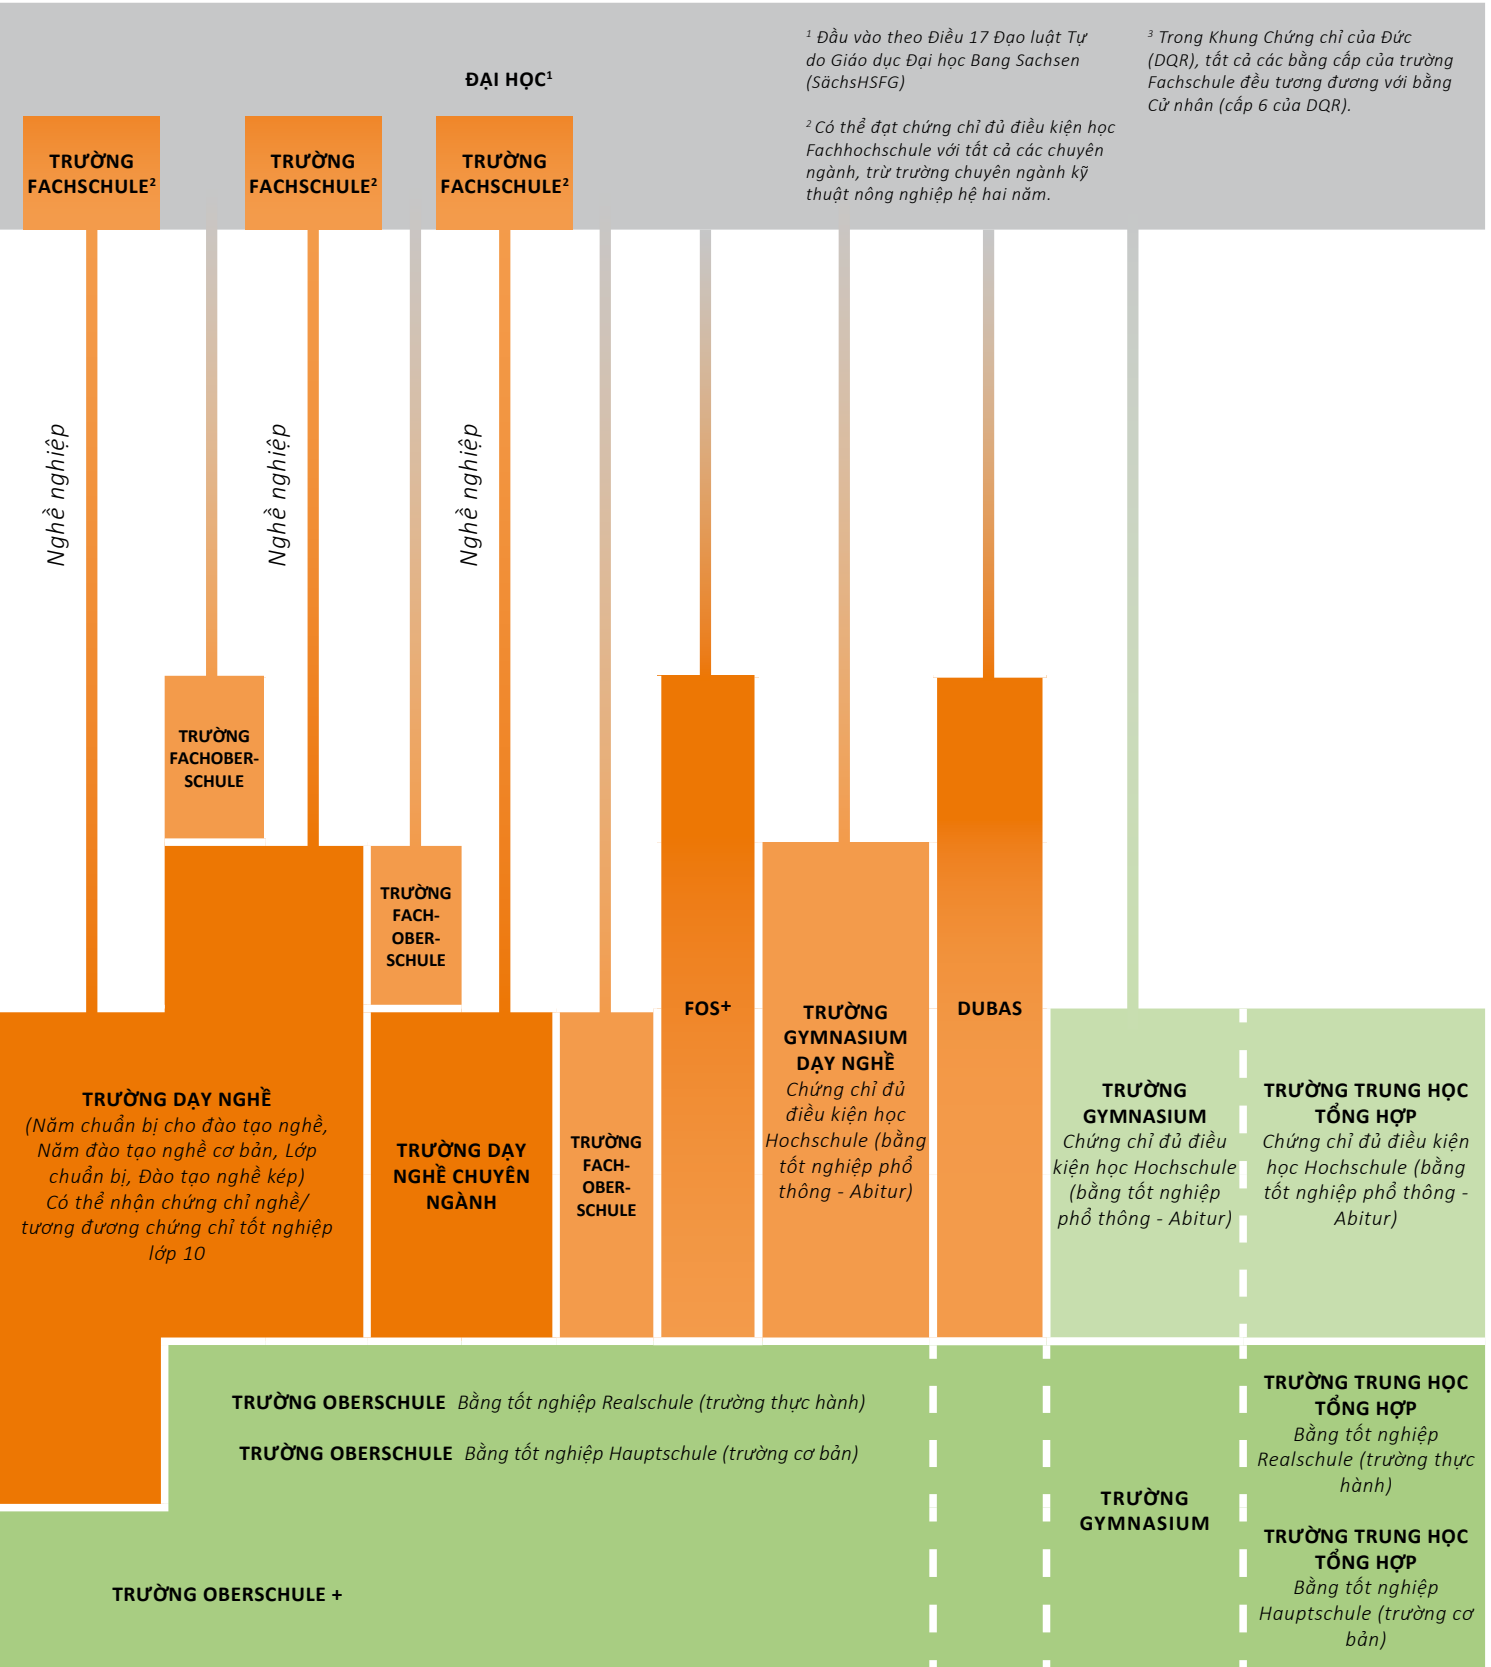 ĐẠI HỌC¹
¹ Đầu vào theo Điều 17 Đạo luật Tự
do Giáo dục Đại học Bang Sachsen
(SächsHSFG)
² Có thể đạt chứng chỉ đủ điều kiện học
Fachhochschule với tất cả các chuyên
ngành, trừ trường chuyên ngành kỹ
thuật nông nghiệp hệ hai năm.
³ Trong Khung Chứng chỉ của Đức
(DQR), tất cả các bằng cấp của trường
Fachschule đều tương đương với bằng
Cử nhân (cấp 6 của DQR).
TRƯỜNG
FACHSCHULE²
TRƯỜNG
FACHSCHULE²
TRƯỜNG
FACHSCHULE²
Nghề nghiệp
Nghề nghiệp
Nghề nghiệp
TRƯỜNG
FACHOBER-
SCHULE
TRƯỜNG
FACH-
OBER-
SCHULE
TRƯỜNG DẠY NGHỀ
(Năm chuẩn bị cho đào tạo nghề,
Năm đào tạo nghề cơ bản, Lớp
chuẩn bị, Đào tạo nghề kép)
Có thể nhận chứng chỉ nghề/
tương đương chứng chỉ tốt nghiệp
lớp 10
TRƯỜNG DẠY
NGHỀ CHUYÊN
NGÀNH
TRƯỜNG
FACH-
OBER-
SCHULE
FOS+
TRƯỜNG
GYMNASIUM
DẠY NGHỀ
Chứng chỉ đủ
điều kiện học
Hochschule (bằng
tốt nghiệp phổ
thông - Abitur)
DUBAS
TRƯỜNG
GYMNASIUM
Chứng chỉ đủ điều
kiện học Hochschule
(bằng tốt nghiệp
phổ thông - Abitur)
TRƯỜNG TRUNG HỌC
TỔNG HỢP
Chứng chỉ đủ điều kiện
học Hochschule (bằng
tốt nghiệp phổ thông -
Abitur)
TRƯỜNG OBERSCHULE Bằng tốt nghiệp Realschule (trường thực hành)
TRƯỜNG OBERSCHULE Bằng tốt nghiệp Hauptschule (trường cơ bản)
TRƯỜNG OBERSCHULE +
TRƯỜNG
GYMNASIUM
TRƯỜNG TRUNG HỌC
TỔNG HỢP
Bằng tốt nghiệp
Realschule (trường thực
hành)
TRƯỜNG TRUNG HỌC
TỔNG HỢP
Bằng tốt nghiệp
Hauptschule (trường cơ
bản)